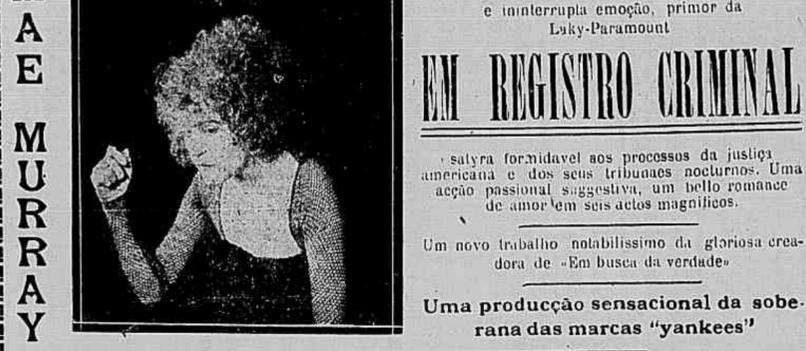 MAE MURRAY
e ininterrupta emoção, primor da
Laky-Paramount
EM REGISTRO CRIMINAL
satyra formidavel aos processos da justiça
americana e dos seus tribunaes nocturnos. Uma
acção passional suggestiva, um bello romance
de amor em seis actos magnificos.
Um novo trabalho notabilissimo da gloriosa crea-
dora de «Em busca da verdade»
Uma producção sensacional da sobe-
rana das marcas "yankees"